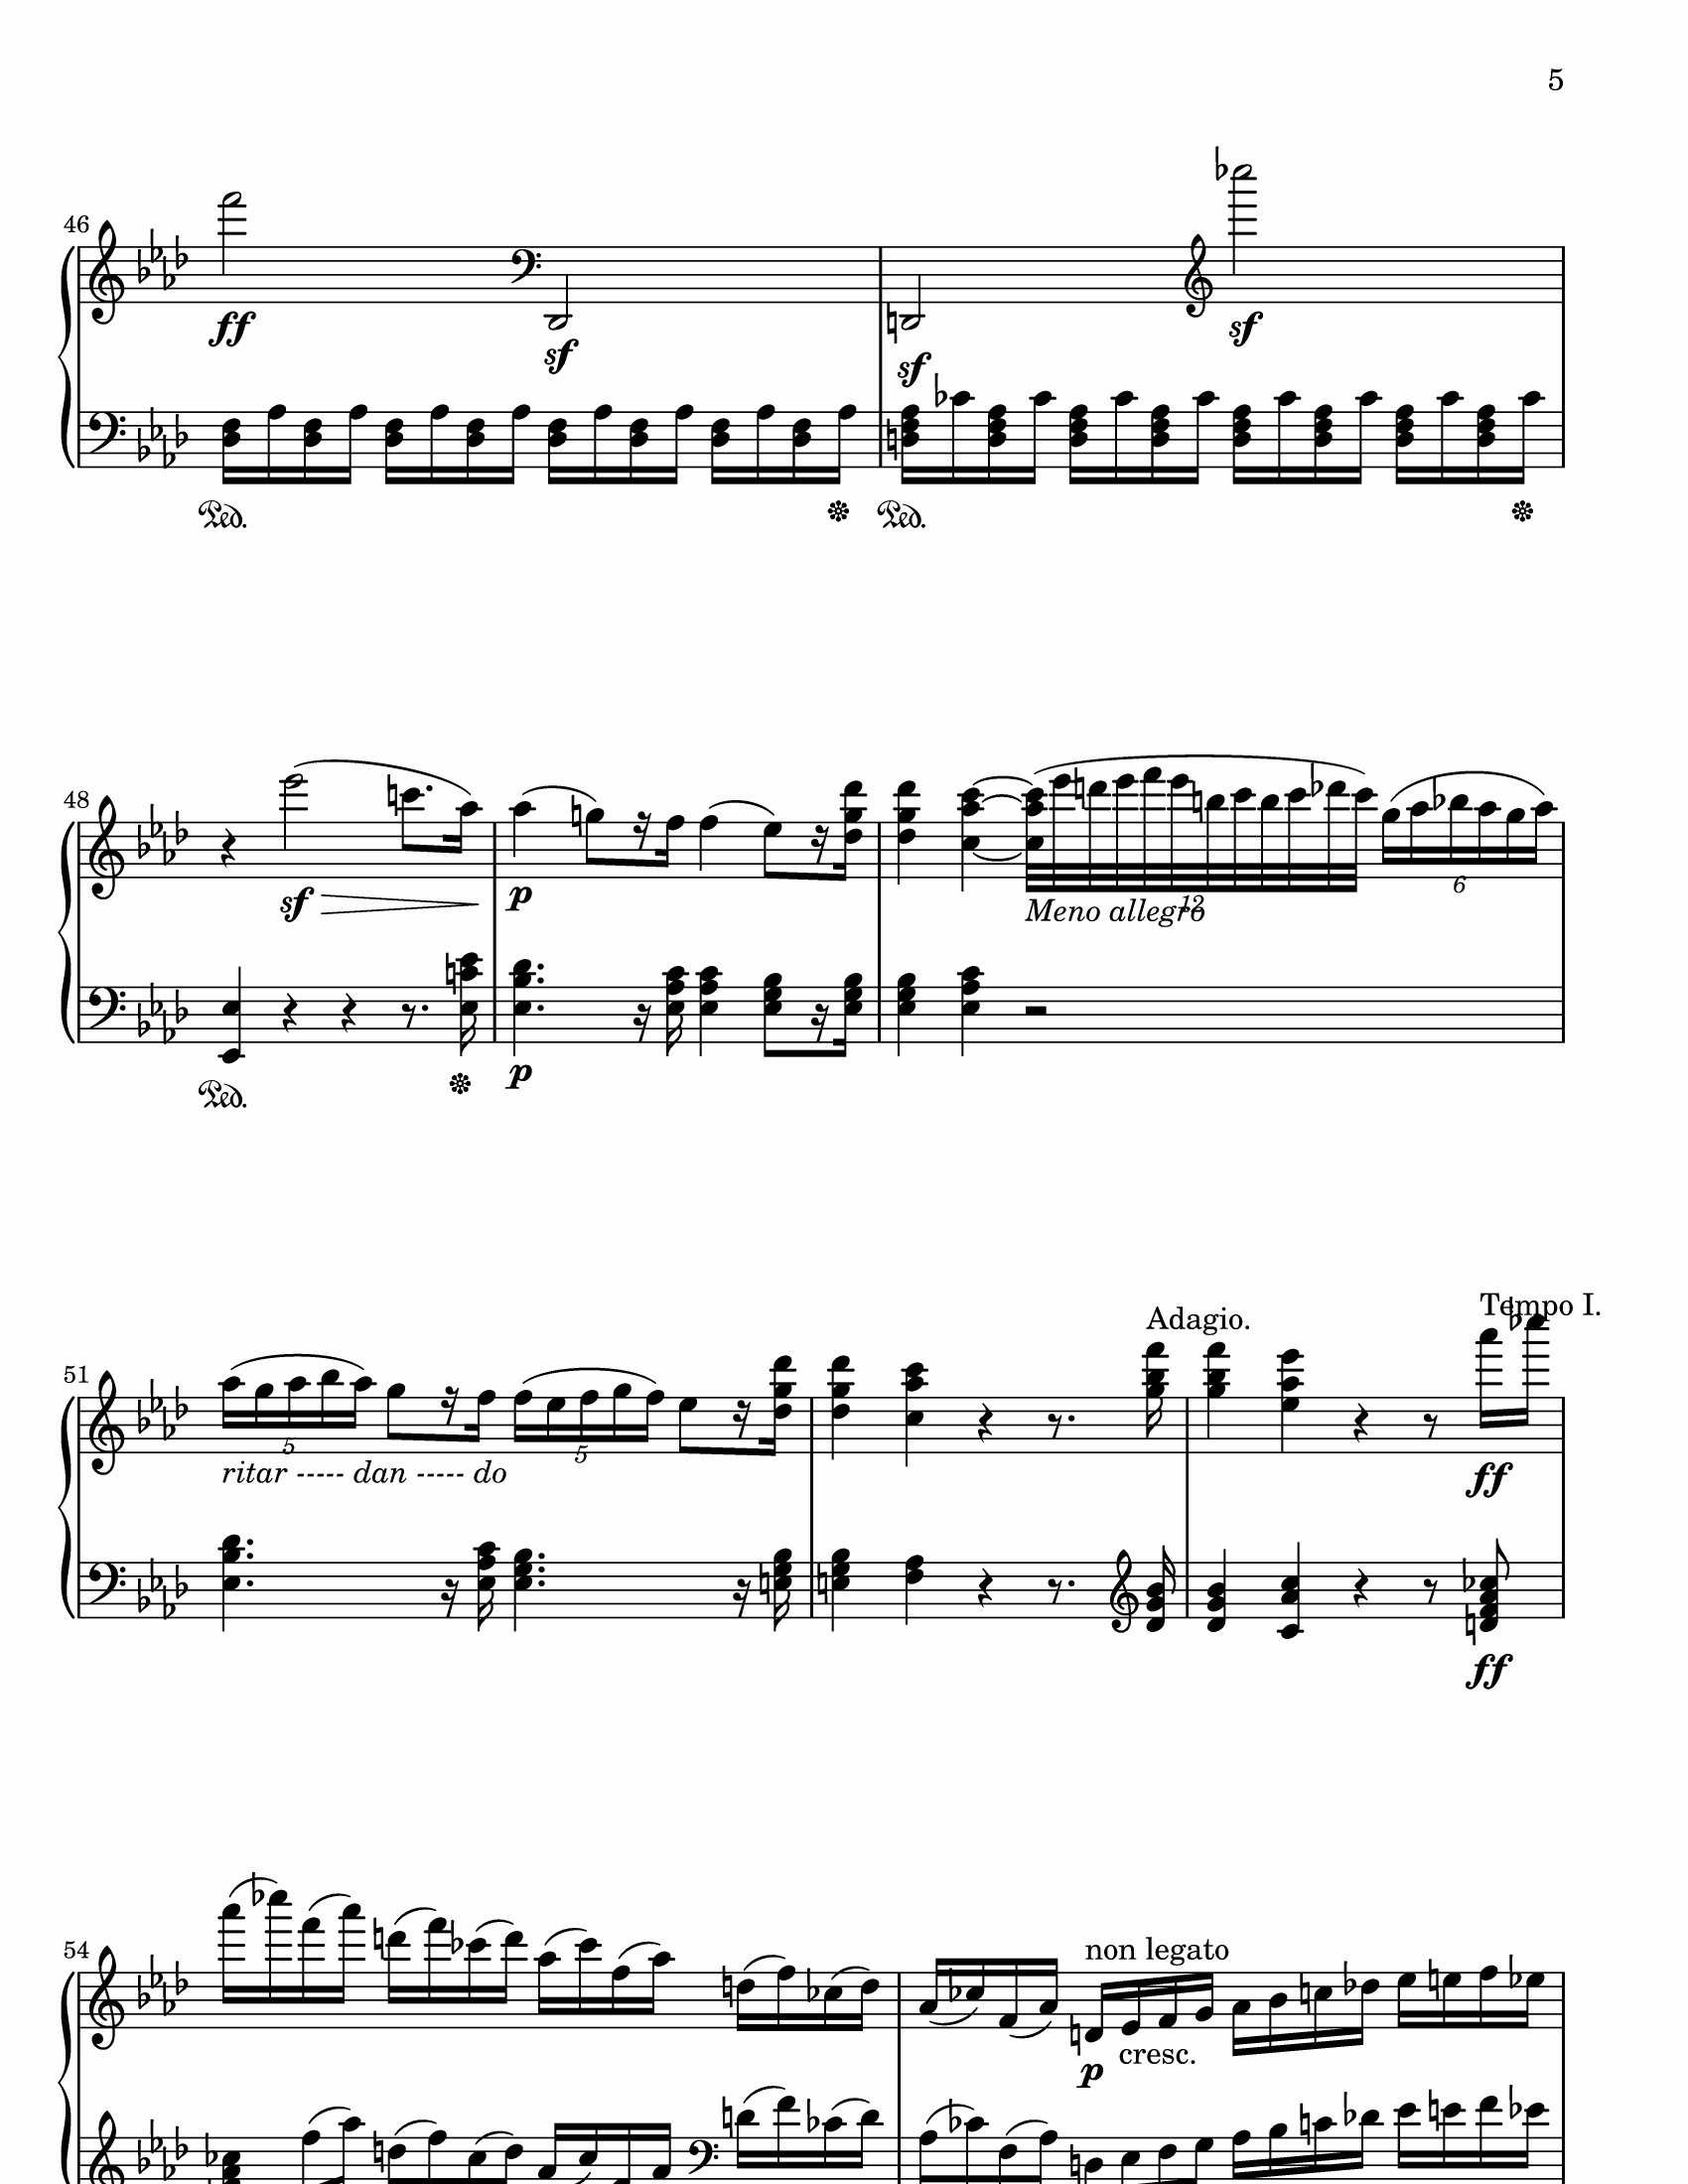 5
46
ff sf sf sf
Ped. Ped.
48
sf p 12 6
Meno allegro
Ped. p
Adagio. Tempo I.
51
5 5 ff
ritar ----- dan ----- do
ff
54
non legato
p cresc.